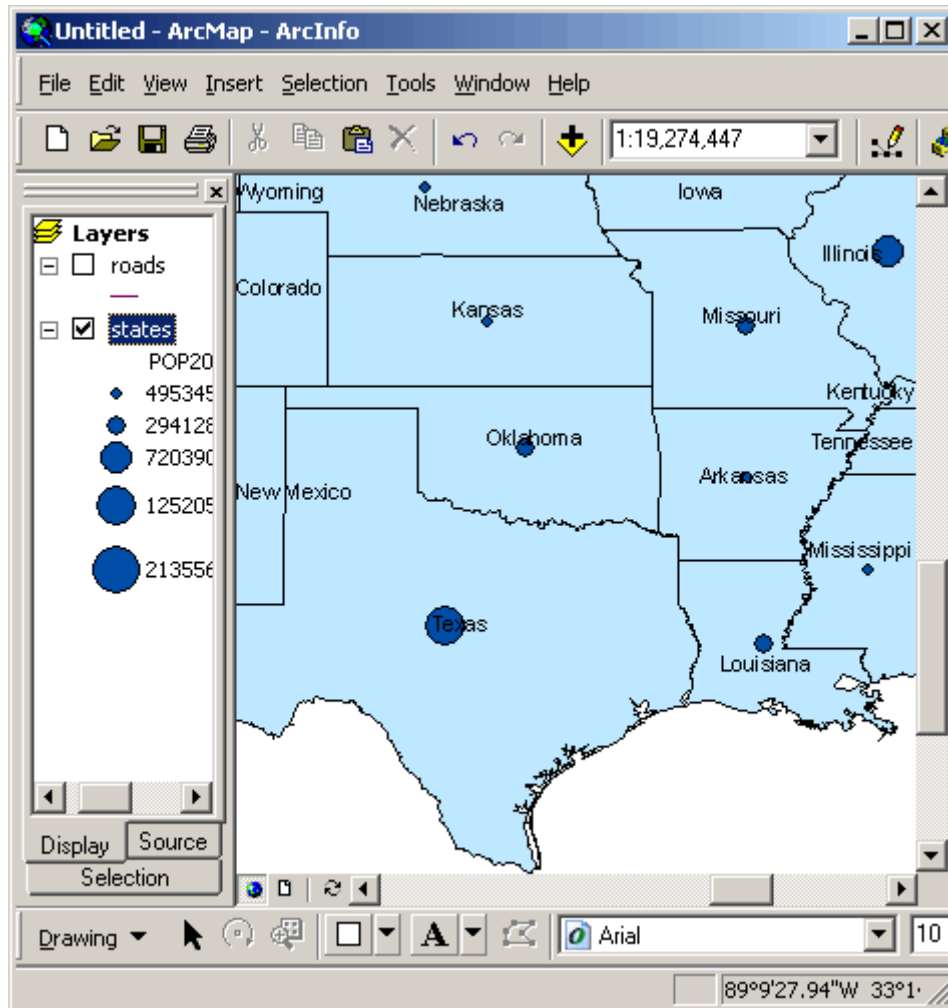 Untitled - ArcMap - ArcInfo
File Edit View Insert Selection Tools Window Help
1:19,274,447
Layers
roads
states
POP20
495345
294128
720390
125205
213556
Display Source
Selection
Wyoming
Nebraska
Iowa
Illinois
Colorado
Kansas
Missouri
Kentucky
Oklahoma
Tennessee
New Mexico
Arkansas
Mississippi
Texas
Louisiana
Drawing A Arial 10
89°9'27.94"W 33°1